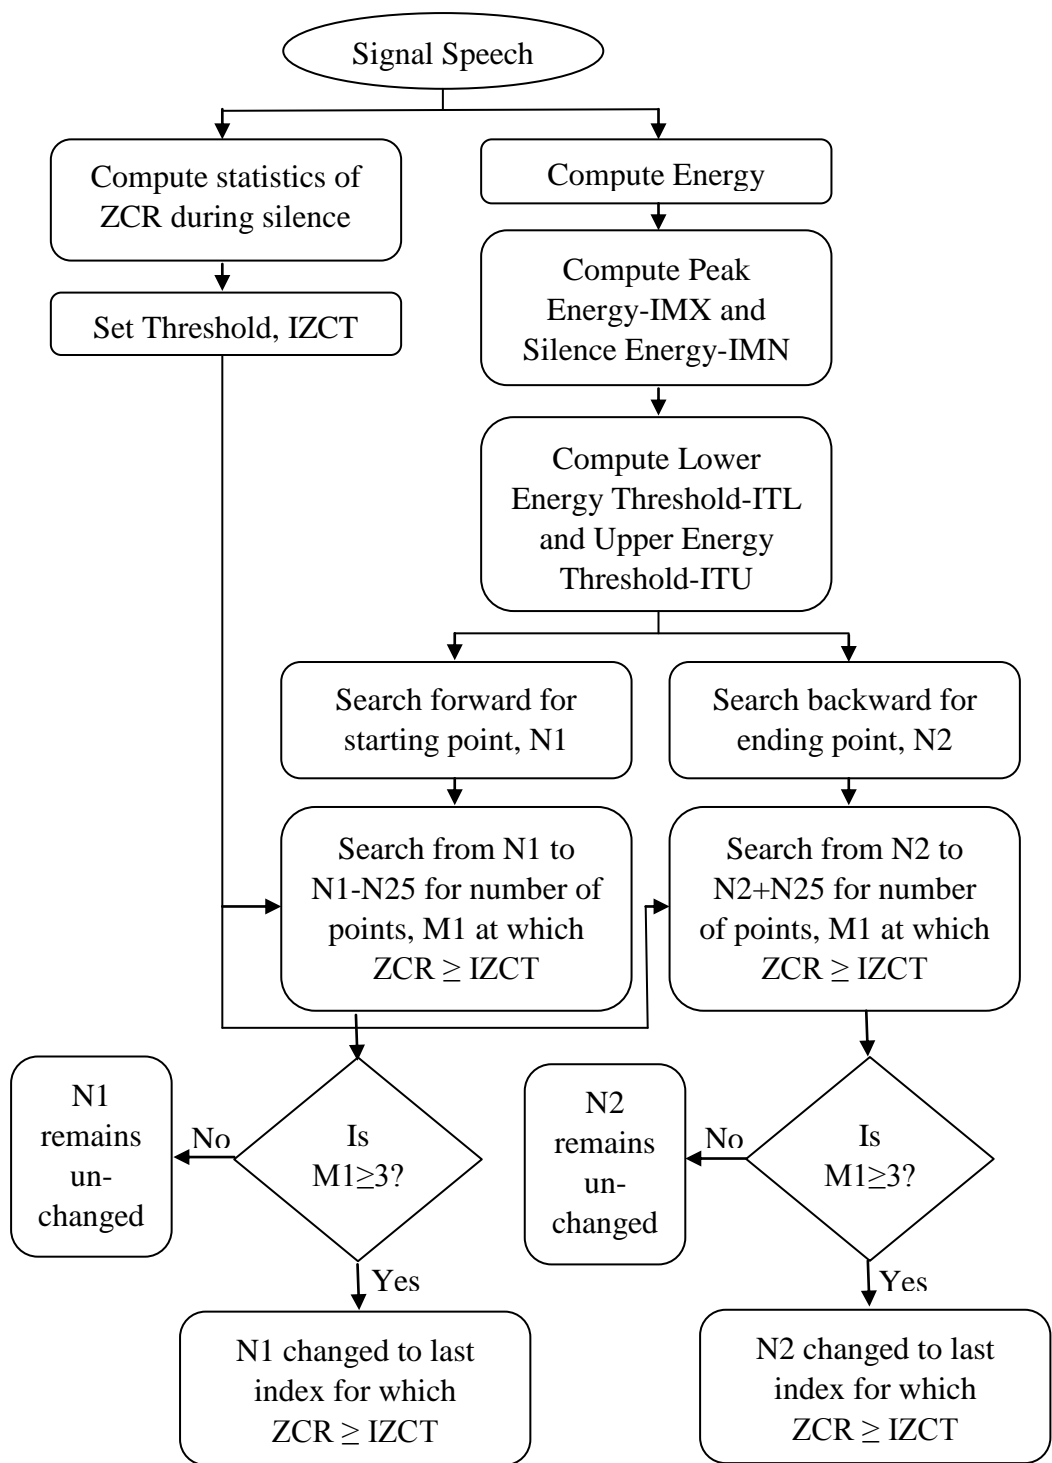 Signal Speech
Compute statistics of
ZCR during silence
Compute Energy
Set Threshold, IZCT
Compute Peak
Energy-IMX and
Silence Energy-IMN
Compute Lower
Energy Threshold-ITL
and Upper Energy
Threshold-ITU
Search forward for
starting point, N1
Search backward for
ending point, N2
Search from N1 to
N1-N25 for number of
points, M1 at which
ZCR ≥ IZCT
Search from N2 to
N2+N25 for number
of points, M1 at which
ZCR ≥ IZCT
N1
remains
un-
changed
No
Is
M1≥3?
N2
remains
un-
changed
No
Is
M1≥3?
Yes
Yes
N1 changed to last
index for which
ZCR ≥ IZCT
N2 changed to last
index for which
ZCR ≥ IZCT